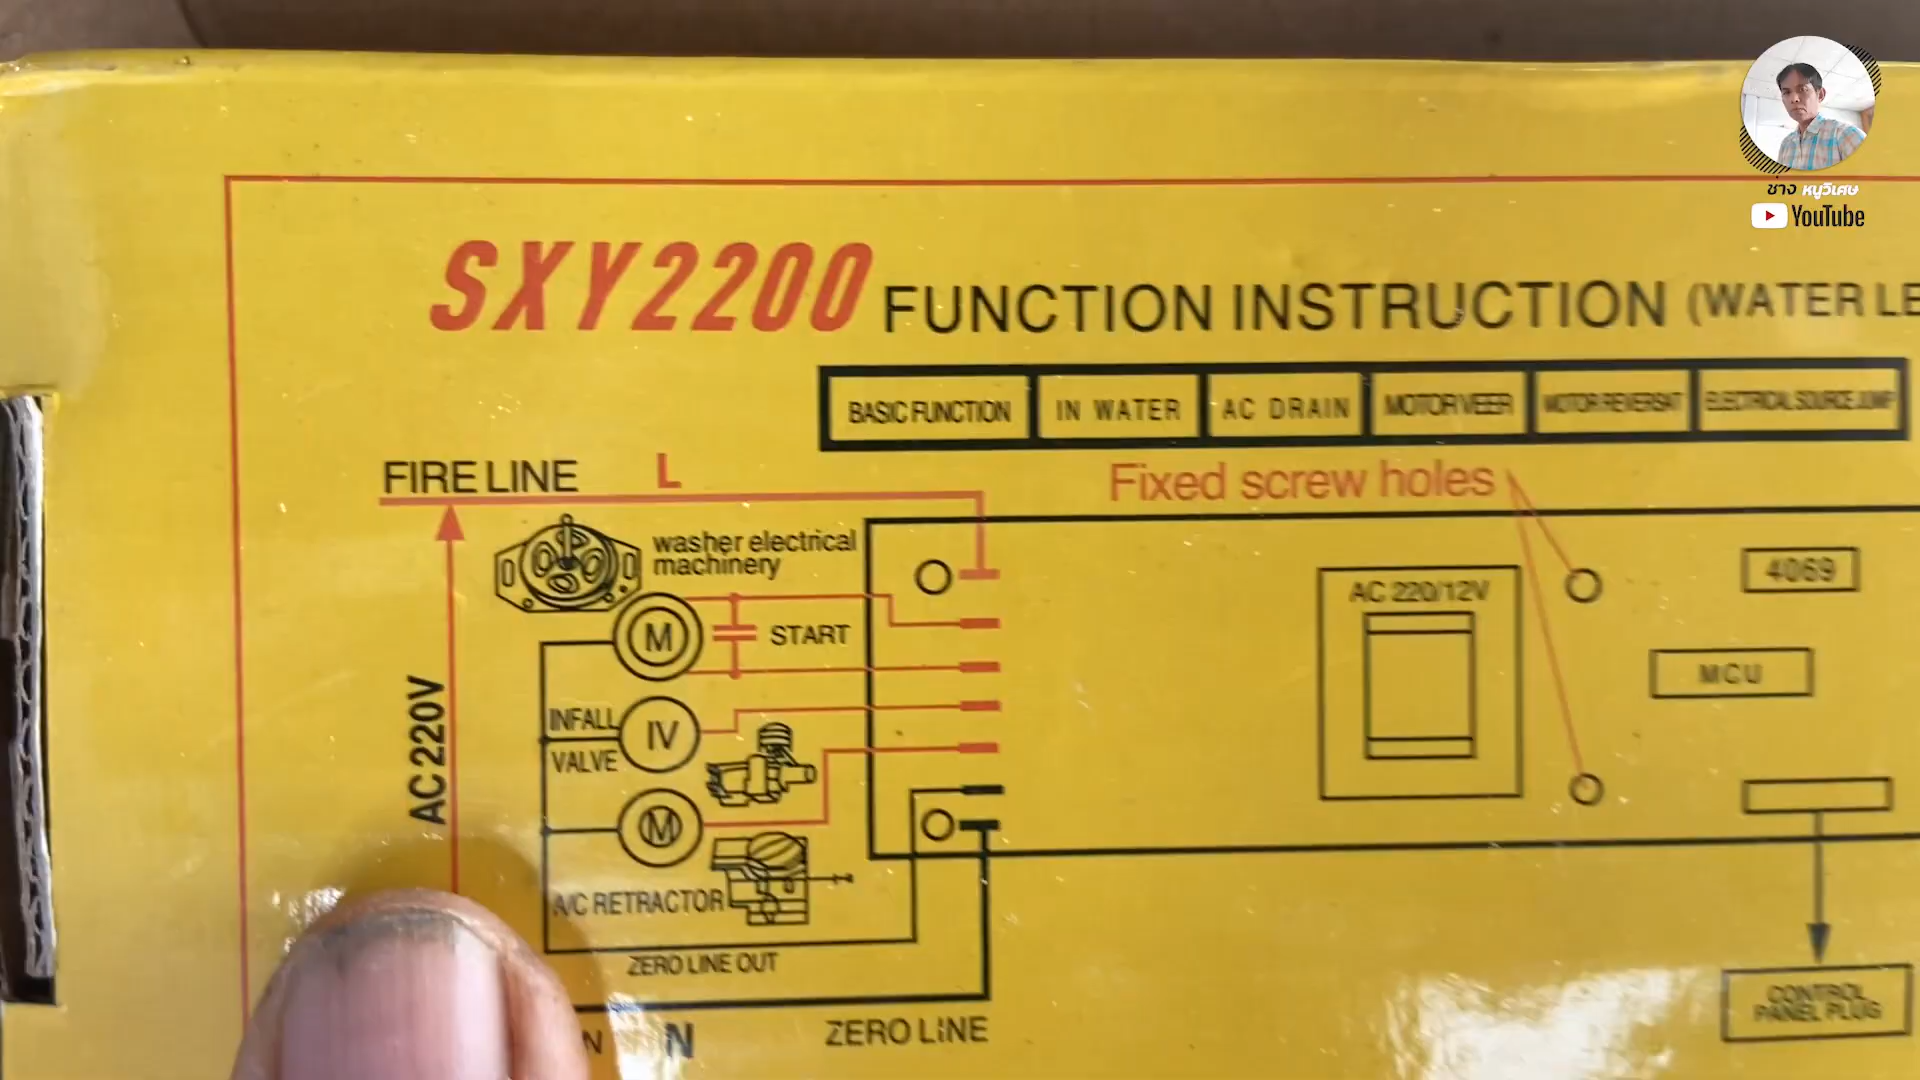 ช่าง หนูวิเศษ
YouTube
SXY2200 FUNCTION INSTRUCTION (WATER LE
BASIC FUNCTION IN WATER AC DRAIN MOTOR VEER MOTOR REVERSAT ELECTRICAL SOURCE JUMP
FIRE LINE L
Fixed screw holes
washer electrical
machinery
AC 220/12V
4069
M
START
MCU
AC220V
INFALL
VALVE
IV
M
A/C RETRACTOR
ZERO LINE OUT
CONTROL
PANEL PLUG
N N ZERO LINE